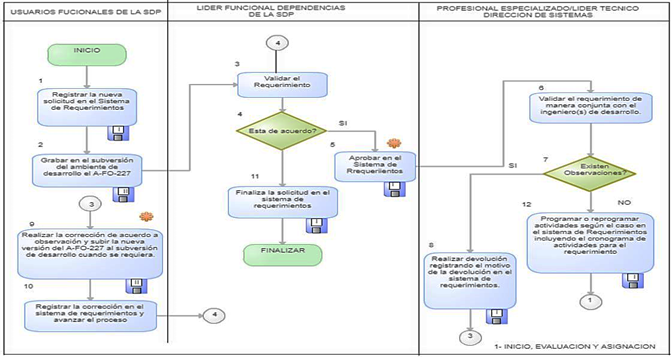 USUARIOS FUCIONALES DE LA SDP
LIDER FUNCIONAL DEPENDENCIAS
DE LA SDP
PROFESIONAL ESPECIALIZADO/LIDER TECNICO
DIRECCION DE SISTEMAS
INICIO
1
Registrar la nueva
solicitud en el Sistema
de Requerimientos
2
Grabar en el subversión
del ambiente de
desarrollo el A-FO-227
3
9
Realizar la corrección de acuerdo a
observación y subir la nueva
versión del A-FO-227 al subversión
de desarrollo cuando se requiera.
10
Registrar la corrección en el
sistema de requerimientos y
avanzar el proceso
4
4
3
Validar el
Requerimiento
4
Esta de acuerdo?
SI
5
Aprobar en el
Sistema de
Rrequerlientos
11
Finaliza la solicitud en el
sistema de
requerimientos
FINALIZAR
6
Validar el requerimiento de
manera conjunta con el
ingeniero(s) de desarrollo.
7
Existen
Observaciones?
SI
NO
12
Programar o reprogramar
actividades según el caso en
el sistema de Requerimientos
incluyendo el cronograma de
actividades para el
requerimiento
1
8
Realizar devolución
registrando el motivo de
la devolución en el
sistema de
requerimientos.
3
1- INICIO, EVALUACION Y ASIGNACION